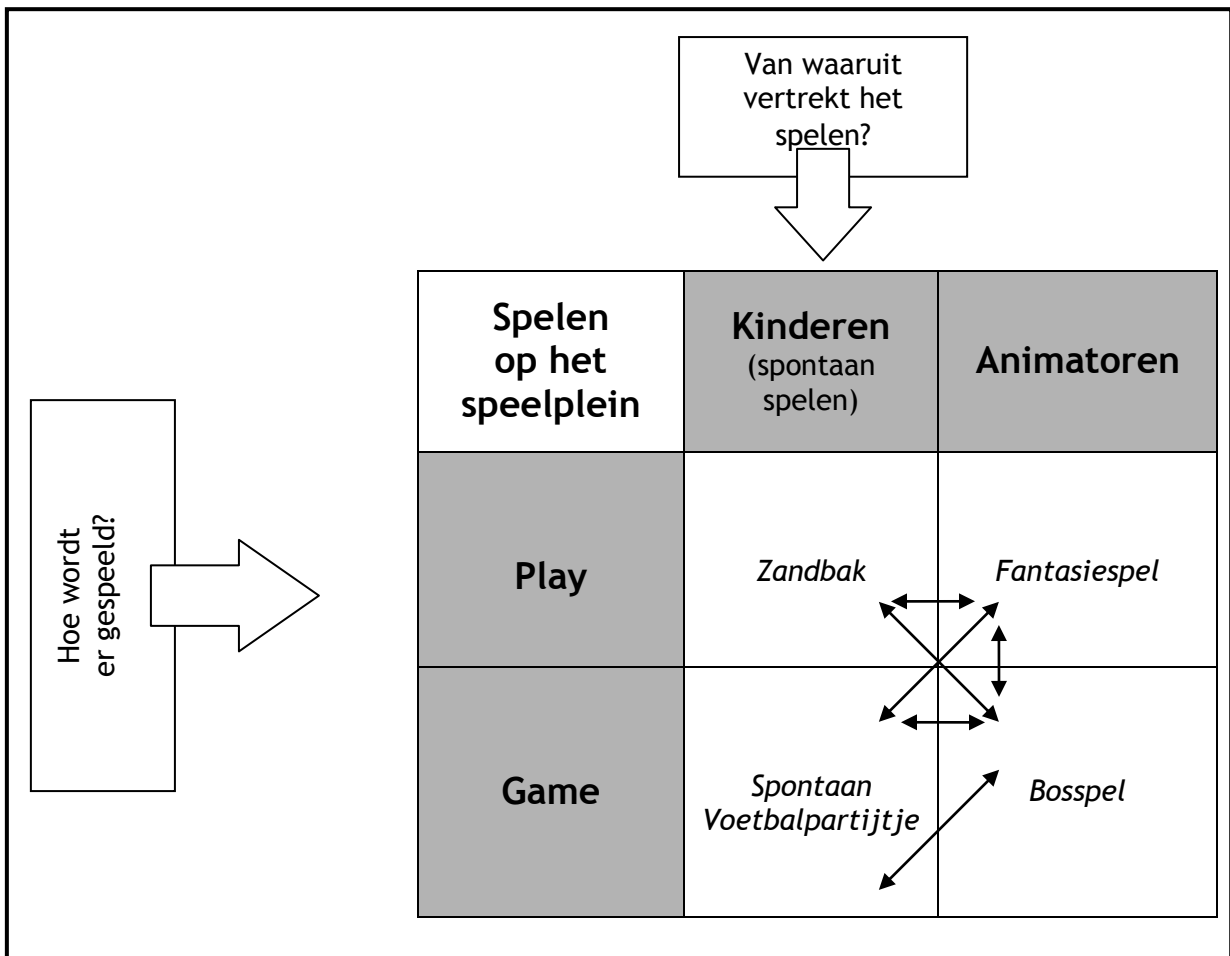 Van waaruit
vertrekt het
spelen?
Spelen
op het
speelplein
Kinderen
(spontaan
spelen)
Animatoren
Hoe wordt
er gespeeld?
Play
Zandbak
Fantasiespel
Game
Spontaan
Voetbalpartijtje
Bosspel